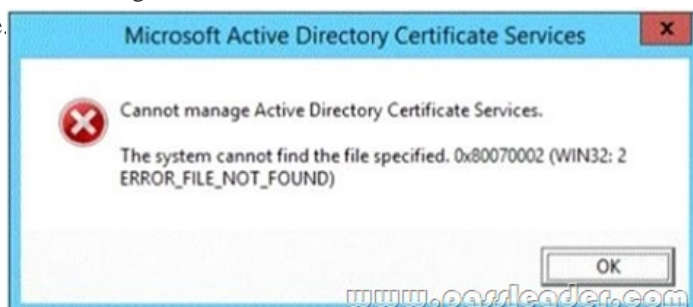 Microsoft Active Directory Certificate Services
x
Cannot manage Active Directory Certificate Services.
The system cannot find the file specified. 0x80070002 (WIN32: 2
ERROR_FILE_NOT_FOUND)
OK
www.passleader.com